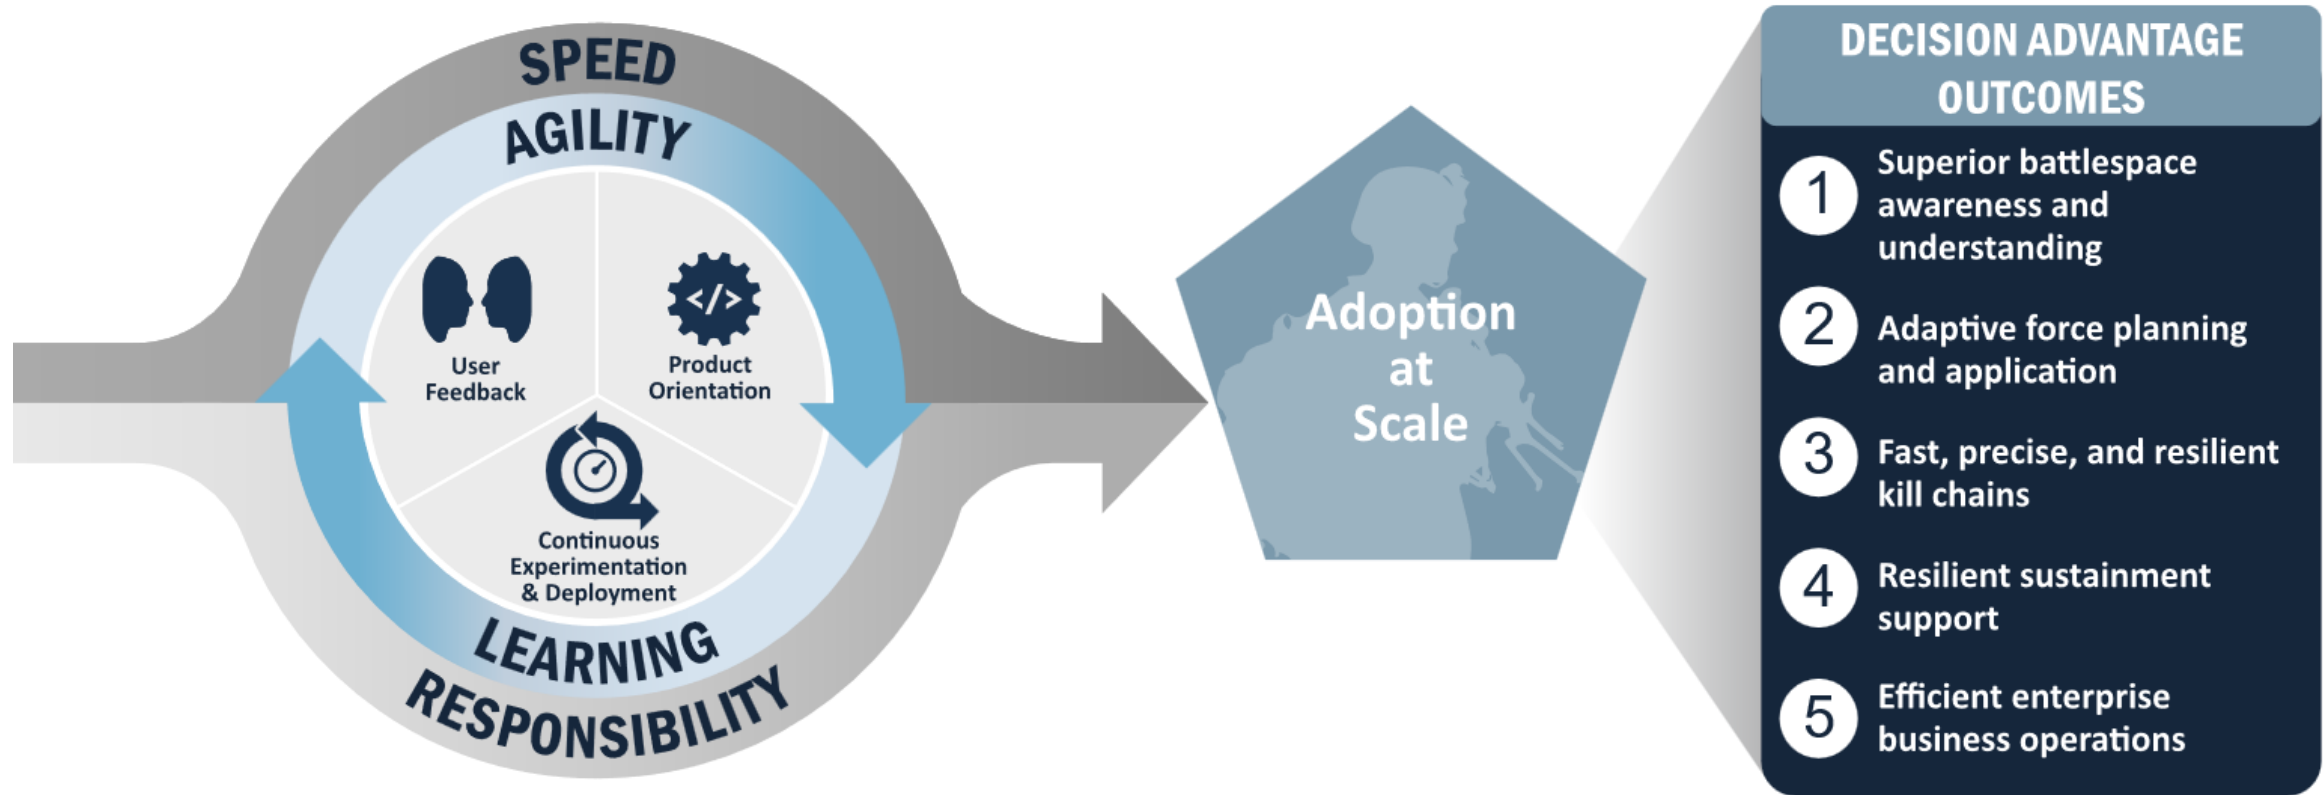 SPEED
AGILITY
User
Feedback
</>
Product
Orientation
Continuous
Experimentation
& Deployment
LEARNING
RESPONSIBILITY
Adoption
at
Scale
DECISION ADVANTAGE
OUTCOMES
1
Superior battlespace
awareness and
understanding
2
Adaptive force planning
and application
3
Fast, precise, and resilient
kill chains
4
Resilient sustainment
support
5
Efficient enterprise
business operations